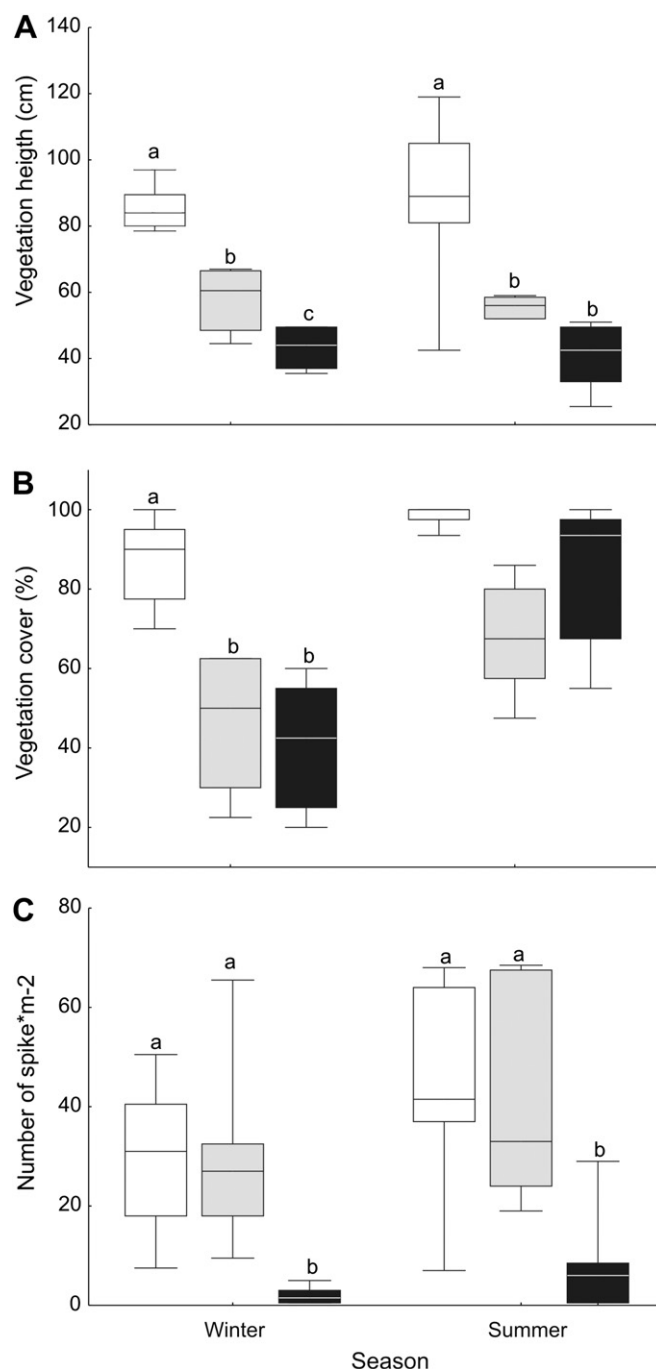 A
140
120
100
80
60
40
20
Vegetation heigth (cm)
a
b
c
a
b
b
B
100
80
60
40
20
Vegetation cover (%)
a
b
b
C
80
60
40
20
0
Number of spike*m-2
a
a
b
a
a
b
Winter
Summer
Season